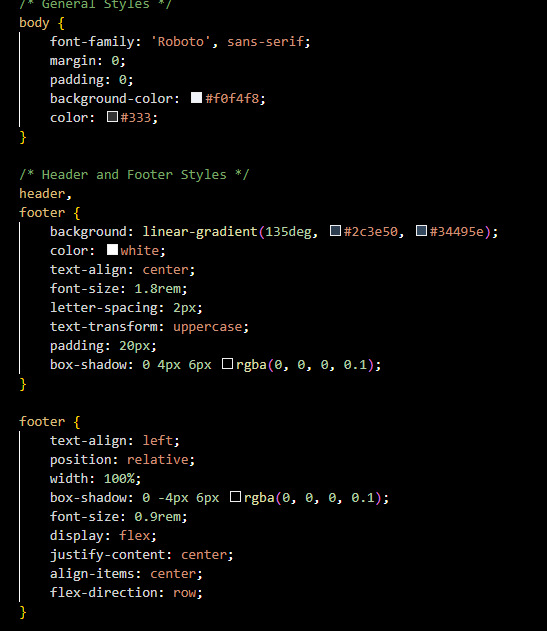 /* General Styles */
body {
    font-family: 'Roboto', sans-serif;
    margin: 0;
    padding: 0;
    background-color: #f0f4f8;
    color: #333;
}

/* Header and Footer Styles */
header,
footer {
    background: linear-gradient(135deg, #2c3e50, #34495e);
    color: white;
    text-align: center;
    font-size: 1.8rem;
    letter-spacing: 2px;
    text-transform: uppercase;
    padding: 20px;
    box-shadow: 0 4px 6px rgba(0, 0, 0, 0.1);
}

footer {
    text-align: left;
    position: relative;
    width: 100%;
    box-shadow: 0 -4px 6px rgba(0, 0, 0, 0.1);
    font-size: 0.9rem;
    display: flex;
    justify-content: center;
    align-items: center;
    flex-direction: row;
}